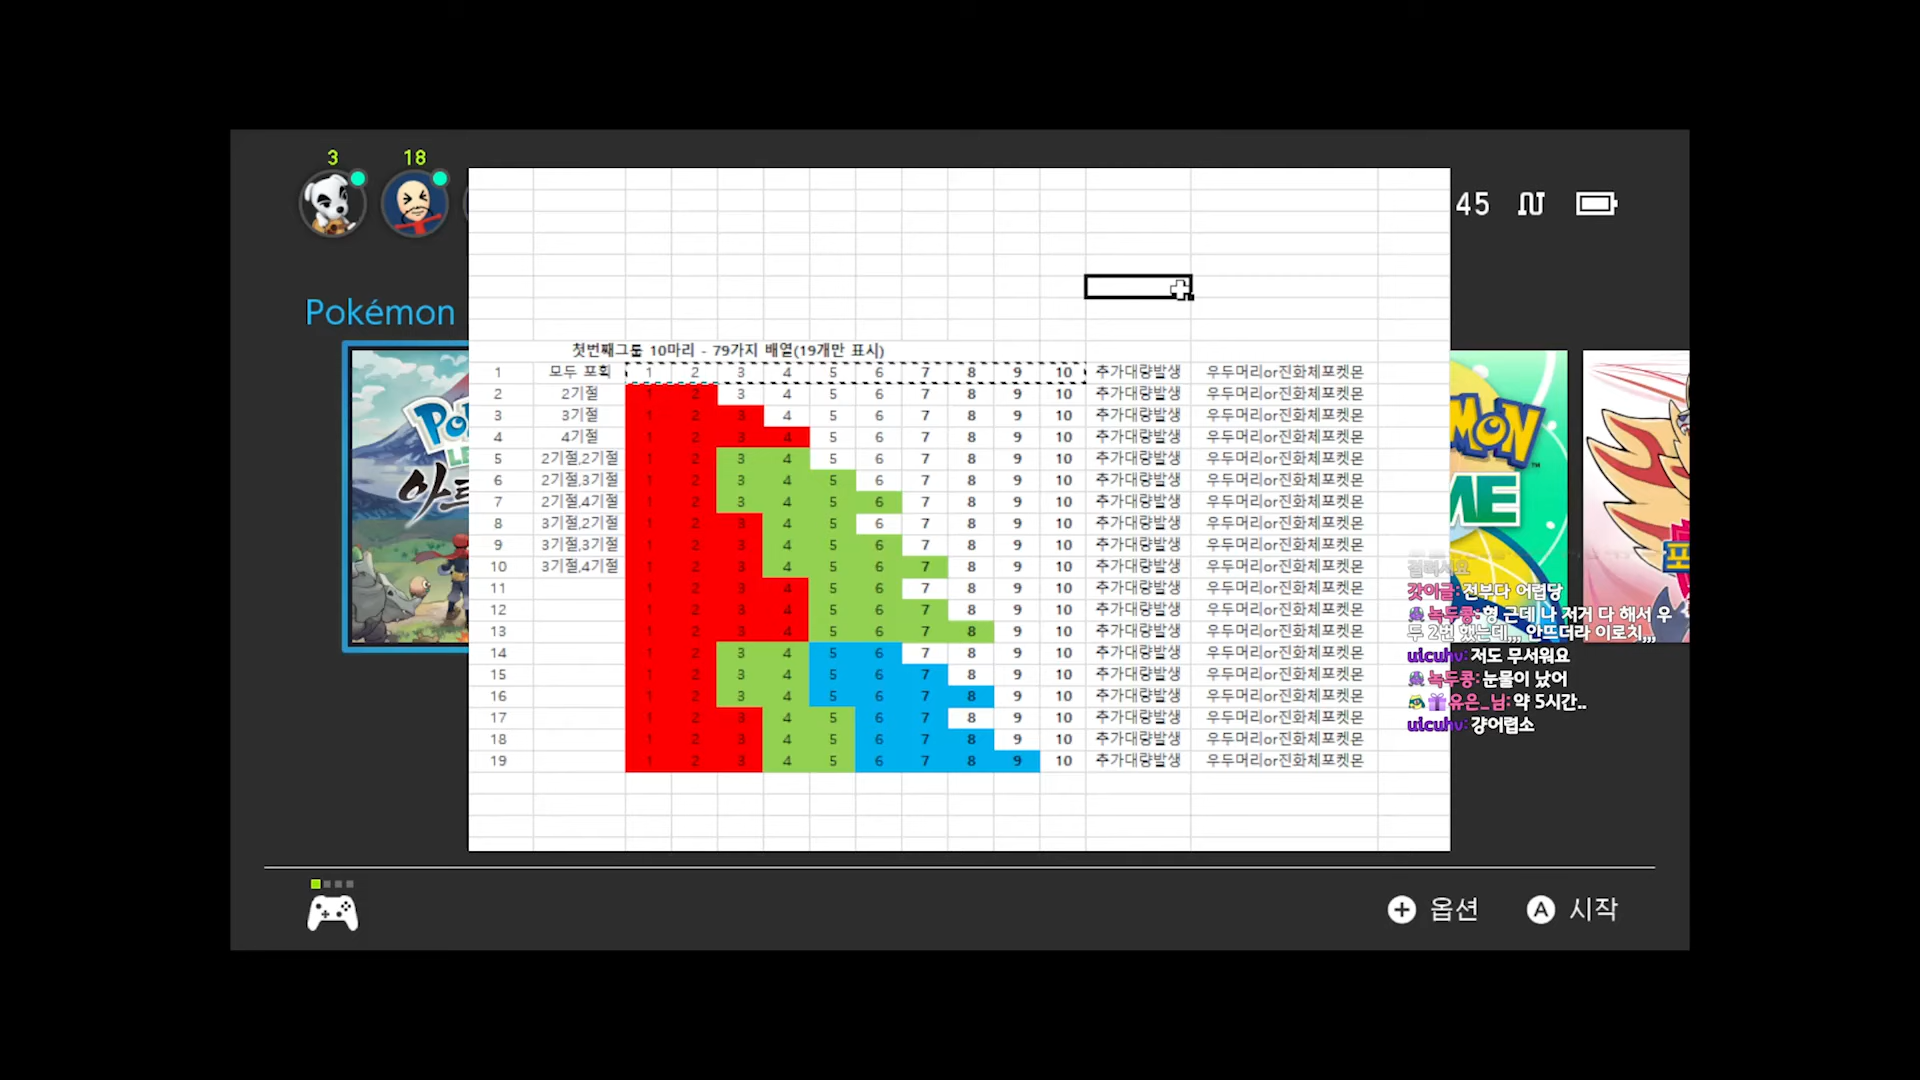 3 18
45
Pokémon
첫번째그룹 10마리 - 79가지 배열(19개만 표시)
1 모두 포획 1 2 3 4 5 6 7 8 9 10 추가대량발생 우두머리or진화체포켓몬
2 2기절 1 2 3 4 5 6 7 8 9 10 추가대량발생 우두머리or진화체포켓몬
3 3기절 1 2 3 4 5 6 7 8 9 10 추가대량발생 우두머리or진화체포켓몬
4 4기절 1 2 3 4 5 6 7 8 9 10 추가대량발생 우두머리or진화체포켓몬
5 2기절,2기절 1 2 3 4 5 6 7 8 9 10 추가대량발생 우두머리or진화체포켓몬
6 2기절,3기절 1 2 3 4 5 6 7 8 9 10 추가대량발생 우두머리or진화체포켓몬
7 2기절,4기절 1 2 3 4 5 6 7 8 9 10 추가대량발생 우두머리or진화체포켓몬
8 3기절,2기절 1 2 3 4 5 6 7 8 9 10 추가대량발생 우두머리or진화체포켓몬
9 3기절,3기절 1 2 3 4 5 6 7 8 9 10 추가대량발생 우두머리or진화체포켓몬
10 3기절,4기절 1 2 3 4 5 6 7 8 9 10 추가대량발생 우두머리or진화체포켓몬
11 1 2 3 4 5 6 7 8 9 10 추가대량발생 우두머리or진화체포켓몬
12 1 2 3 4 5 6 7 8 9 10 추가대량발생 우두머리or진화체포켓몬
13 1 2 3 4 5 6 7 8 9 10 추가대량발생 우두머리or진화체포켓몬
14 1 2 3 4 5 6 7 8 9 10 추가대량발생 우두머리or진화체포켓몬
15 1 2 3 4 5 6 7 8 9 10 추가대량발생 우두머리or진화체포켓몬
16 1 2 3 4 5 6 7 8 9 10 추가대량발생 우두머리or진화체포켓몬
17 1 2 3 4 5 6 7 8 9 10 추가대량발생 우두머리or진화체포켓몬
18 1 2 3 4 5 6 7 8 9 10 추가대량발생 우두머리or진화체포켓몬
19 1 2 3 4 5 6 7 8 9 10 추가대량발생 우두머리or진화체포켓몬
갓이글: 전부다 어렵당
녹두콩: 형 근데 나 저거 다 해서 우
두 2번 했는데,,, 안뜨더라 이로치,,,
uicuhu: 저도 무서워요
녹두콩: 눈물이 났어
유은_님: 약 5시간..
uicuhu: 걍어렵소
옵션 A 시작